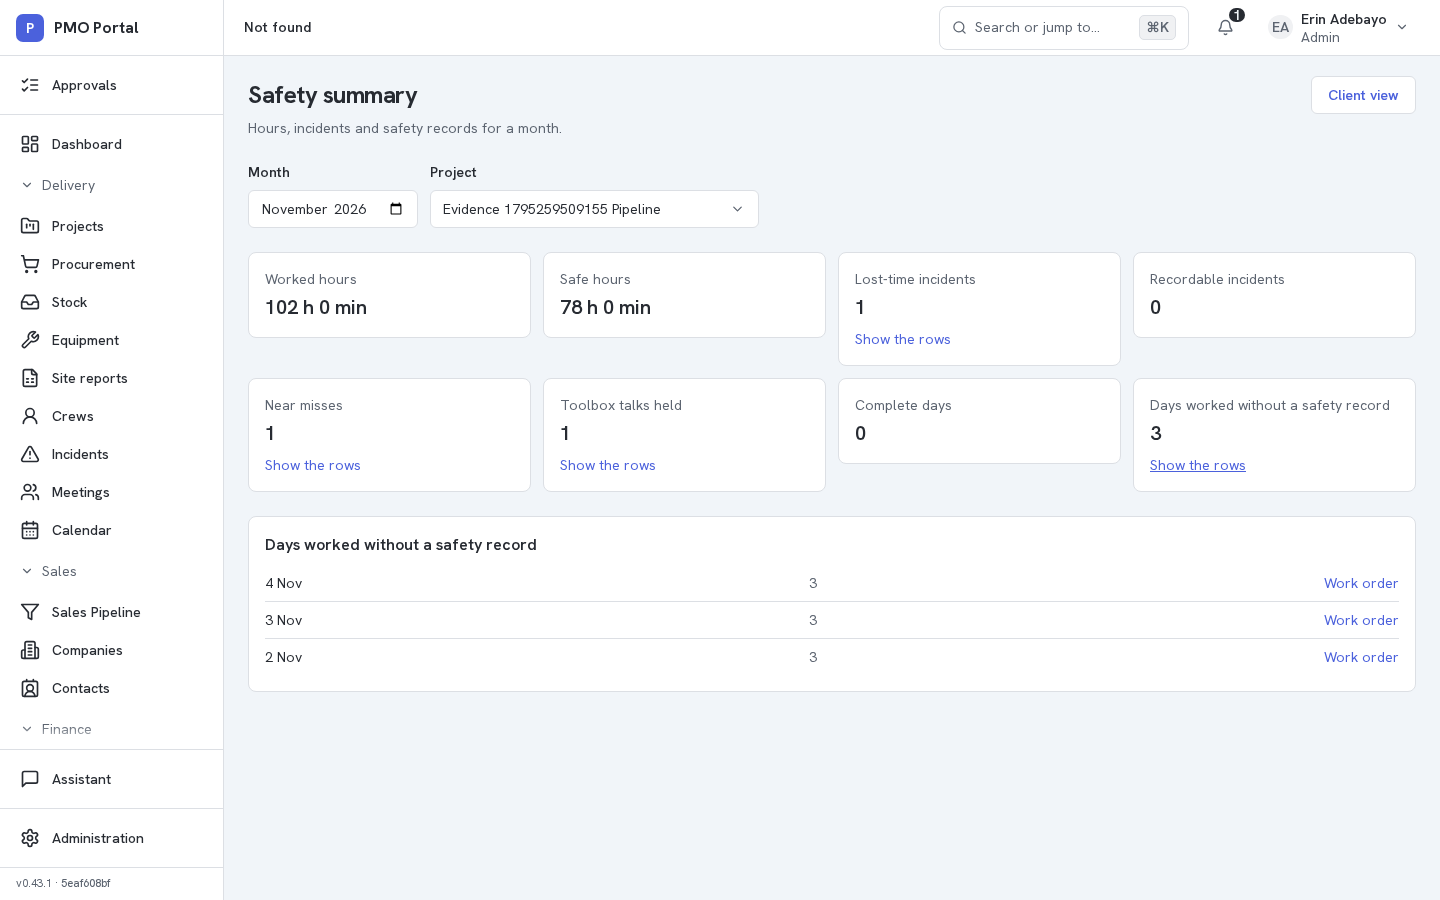 P PMO Portal
Not found
Search or jump to... ⌘K
1
EA
Erin Adebayo
Admin
Approvals
Dashboard
Delivery
Projects
Procurement
Stock
Equipment
Site reports
Crews
Incidents
Meetings
Calendar
Sales
Sales Pipeline
Companies
Contacts
Finance
Assistant
Administration
v0.43.1 · 5eaf608bf
Safety summary
Client view
Hours, incidents and safety records for a month.
Month
Project
November 2026
Evidence 1795259509155 Pipeline
Worked hours
102 h 0 min
Safe hours
78 h 0 min
Lost-time incidents
1
Show the rows
Recordable incidents
0
Near misses
1
Show the rows
Toolbox talks held
1
Show the rows
Complete days
0
Days worked without a safety record
3
Show the rows
Days worked without a safety record
4 Nov 3 Work order
3 Nov 3 Work order
2 Nov 3 Work order